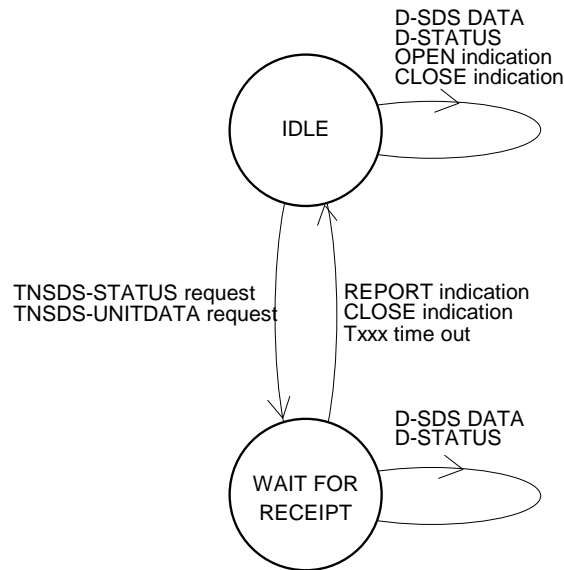 D-SDS DATA
D-STATUS
OPEN indication
CLOSE indication
IDLE
TNSDS-STATUS request
TNSDS-UNITDATA request
REPORT indication
CLOSE indication
Txxx time out
D-SDS DATA
D-STATUS
WAIT FOR
RECEIPT